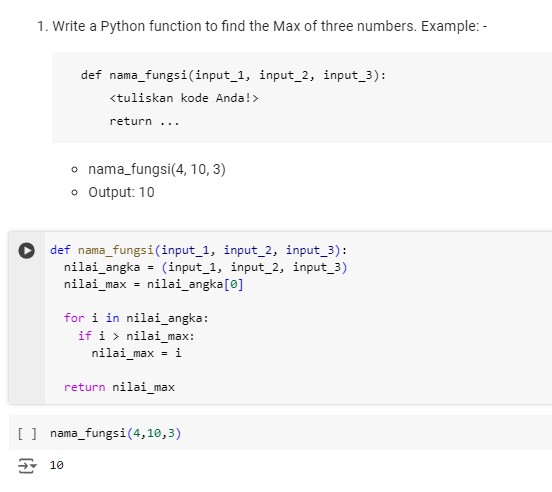 1. Write a Python function to find the Max of three numbers. Example: -
def nama_fungsi(input_1, input_2, input_3):
    <tuliskan kode Anda!>
    return ...
nama_fungsi(4, 10, 3)
Output: 10
def nama_fungsi(input_1, input_2, input_3):
  nilai_angka = (input_1, input_2, input_3)
  nilai_max = nilai_angka[0]
  for i in nilai_angka:
    if i > nilai_max:
      nilai_max = i
  return nilai_max
[ ] nama_fungsi(4,10,3)
10